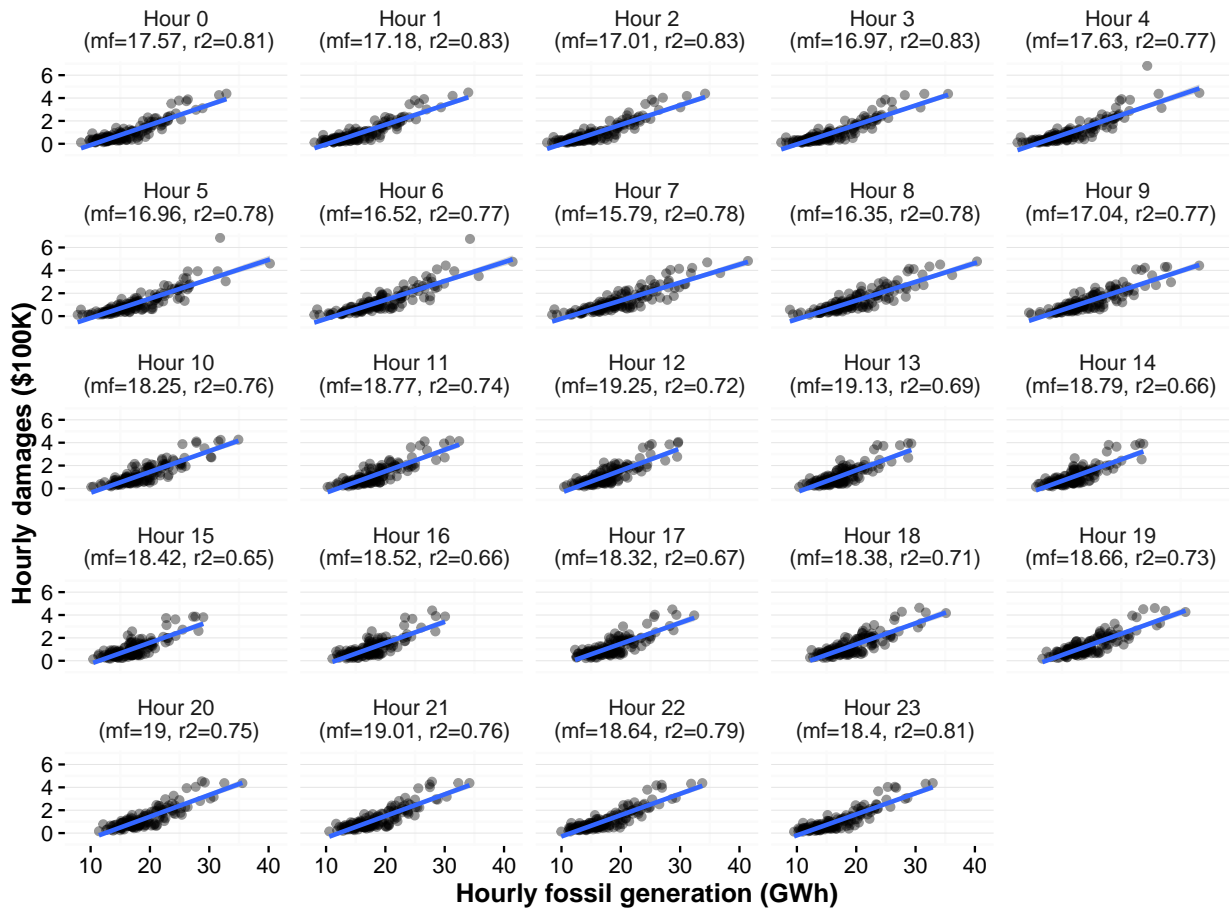 Hour 0
(mf=17.57, r2=0.81)
Hour 1
(mf=17.18, r2=0.83)
Hour 2
(mf=17.01, r2=0.83)
Hour 3
(mf=16.97, r2=0.83)
Hour 4
(mf=17.63, r2=0.77)
6
4
2
0
Hour 5
(mf=16.96, r2=0.78)
Hour 6
(mf=16.52, r2=0.77)
Hour 7
(mf=15.79, r2=0.78)
Hour 8
(mf=16.35, r2=0.78)
Hour 9
(mf=17.04, r2=0.77)
6
4
2
0
Hourly damages ($100K)
Hour 10
(mf=18.25, r2=0.76)
Hour 11
(mf=18.77, r2=0.74)
Hour 12
(mf=19.25, r2=0.72)
Hour 13
(mf=19.13, r2=0.69)
Hour 14
(mf=18.79, r2=0.66)
6
4
2
0
Hour 15
(mf=18.42, r2=0.65)
Hour 16
(mf=18.52, r2=0.66)
Hour 17
(mf=18.32, r2=0.67)
Hour 18
(mf=18.38, r2=0.71)
Hour 19
(mf=18.66, r2=0.73)
6
4
2
0
Hour 20
(mf=19, r2=0.75)
Hour 21
(mf=19.01, r2=0.76)
Hour 22
(mf=18.64, r2=0.79)
Hour 23
(mf=18.4, r2=0.81)
6
4
2
0
10 20 30 40
10 20 30 40
10 20 30 40
10 20 30 40
Hourly fossil generation (GWh)